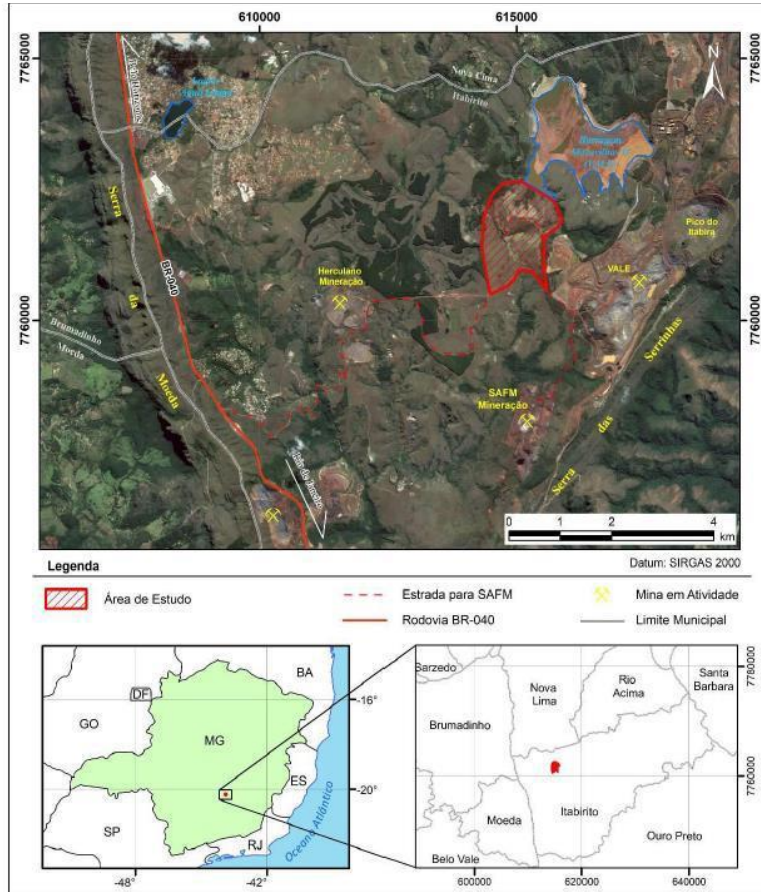 610000
615000
7765000
7765000
N
Nova Lima
Itabirito
Serra
da
Moeda
BR-040
Pico do
Itabira
VALE
Herculano
Mineração
7760000
7760000
Brumadinho
Moeda
Serrinhas
das
Serra
SAFM
Mineração
Rio de Janeiro
0 1 2 4
km
Legenda
Datum: SIRGAS 2000
Área de Estudo
Estrada para SAFM
Mina em Atividade
Rodovia BR-040
Limite Municipal
BA
DF
-16°
GO
MG
ES
-20°
SP
RJ
Oceano Atlântico
-48°
-42°
Sarzedo
Nova
Lima
Rio
Acima
Santa
Barbara
7780000
Brumadinho
7760000
Moeda
Itabirito
Ouro Preto
Belo Vale
600000
620000
640000